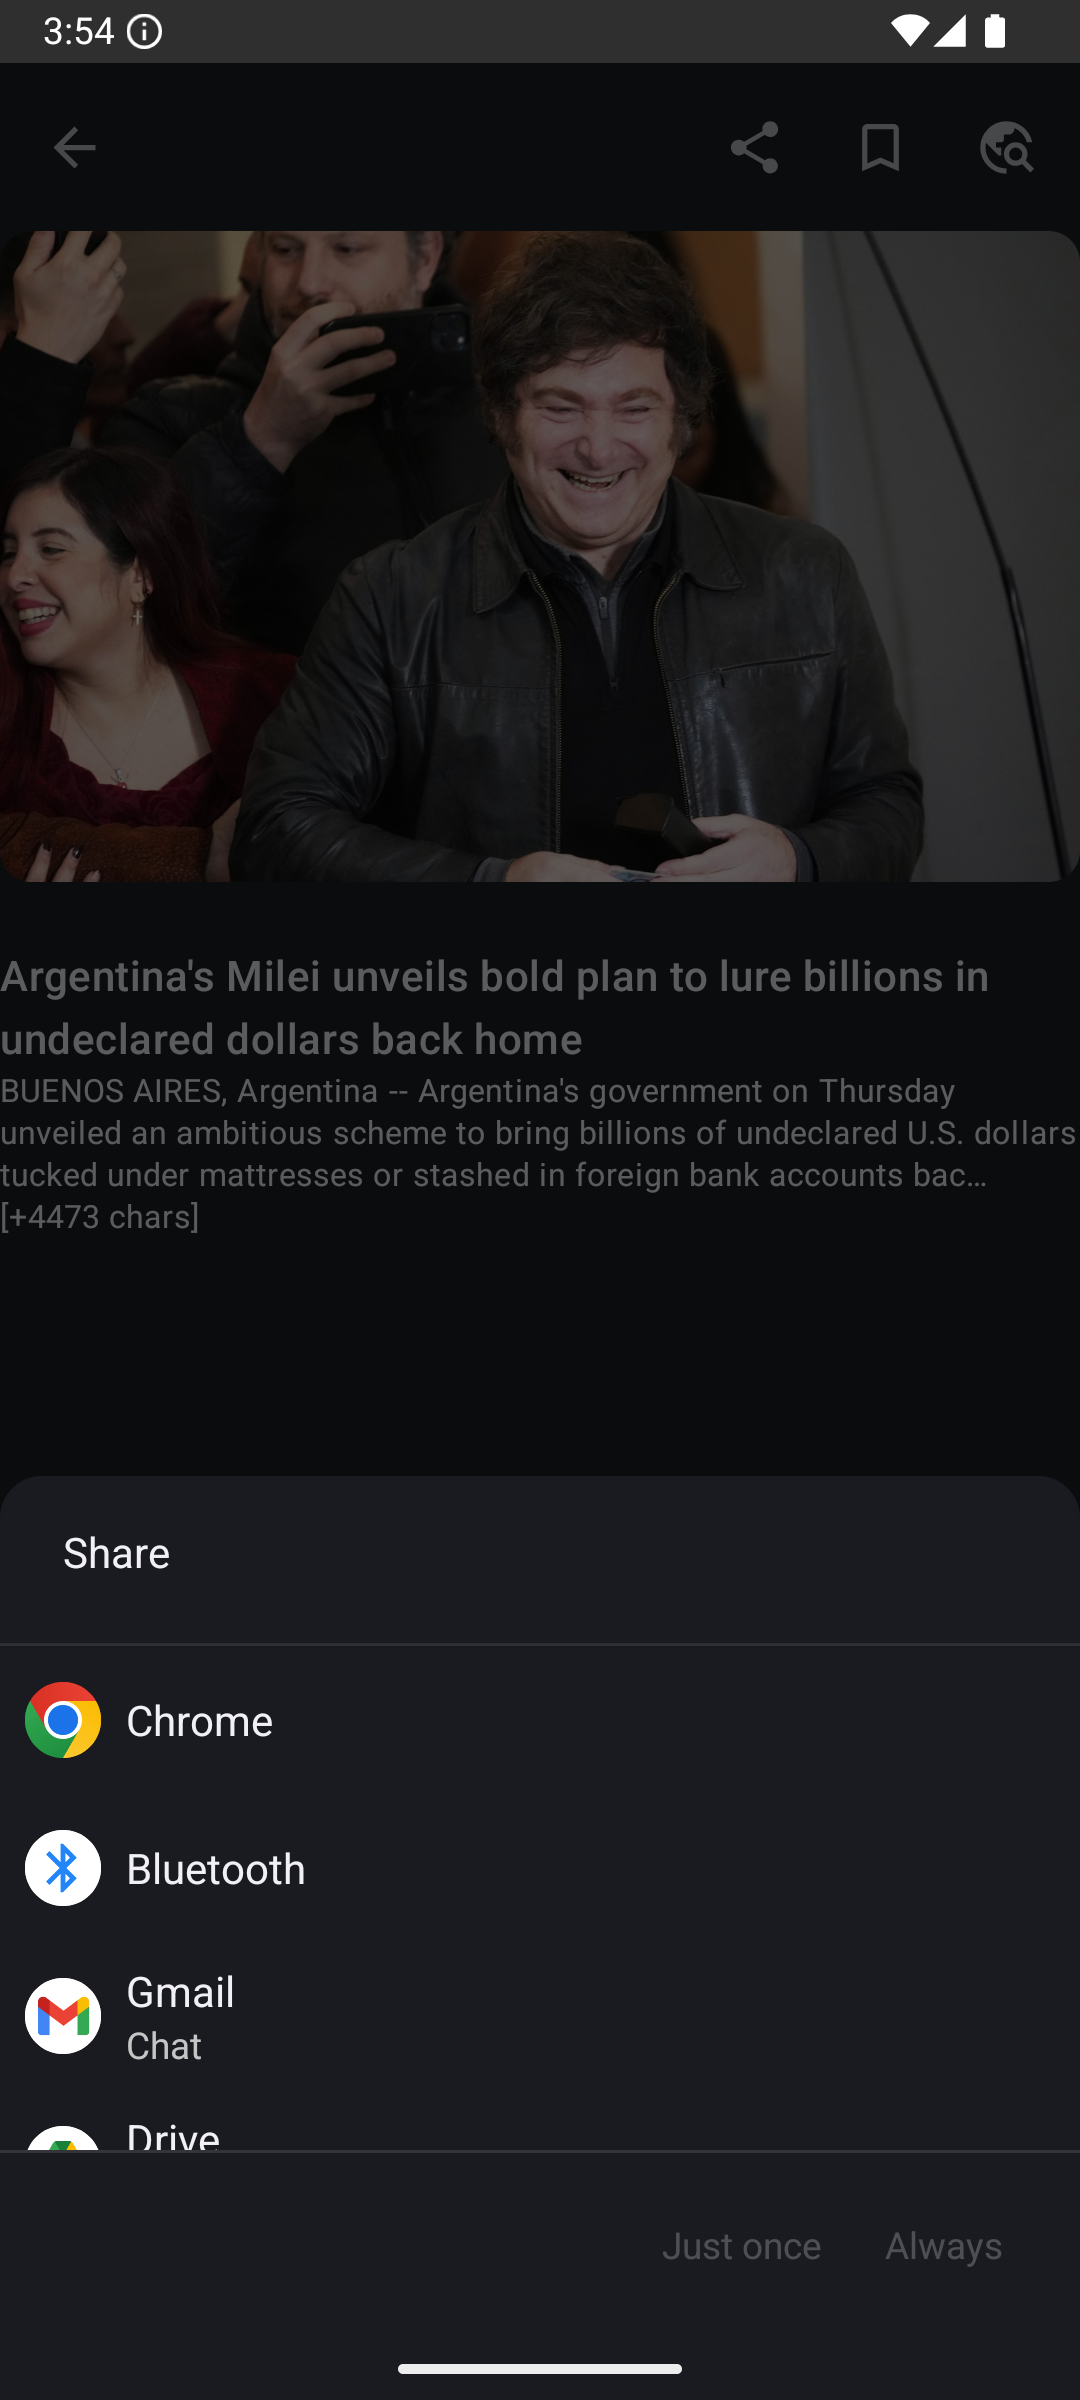 3:54
Argentina's Milei unveils bold plan to lure billions in
undeclared dollars back home
BUENOS AIRES, Argentina -- Argentina's government on Thursday
unveiled an ambitious scheme to bring billions of undeclared U.S. dollars
tucked under mattresses or stashed in foreign bank accounts bac…
[+4473 chars]
Share
Chrome
Bluetooth
Gmail
Chat
Drive
Just once
Always